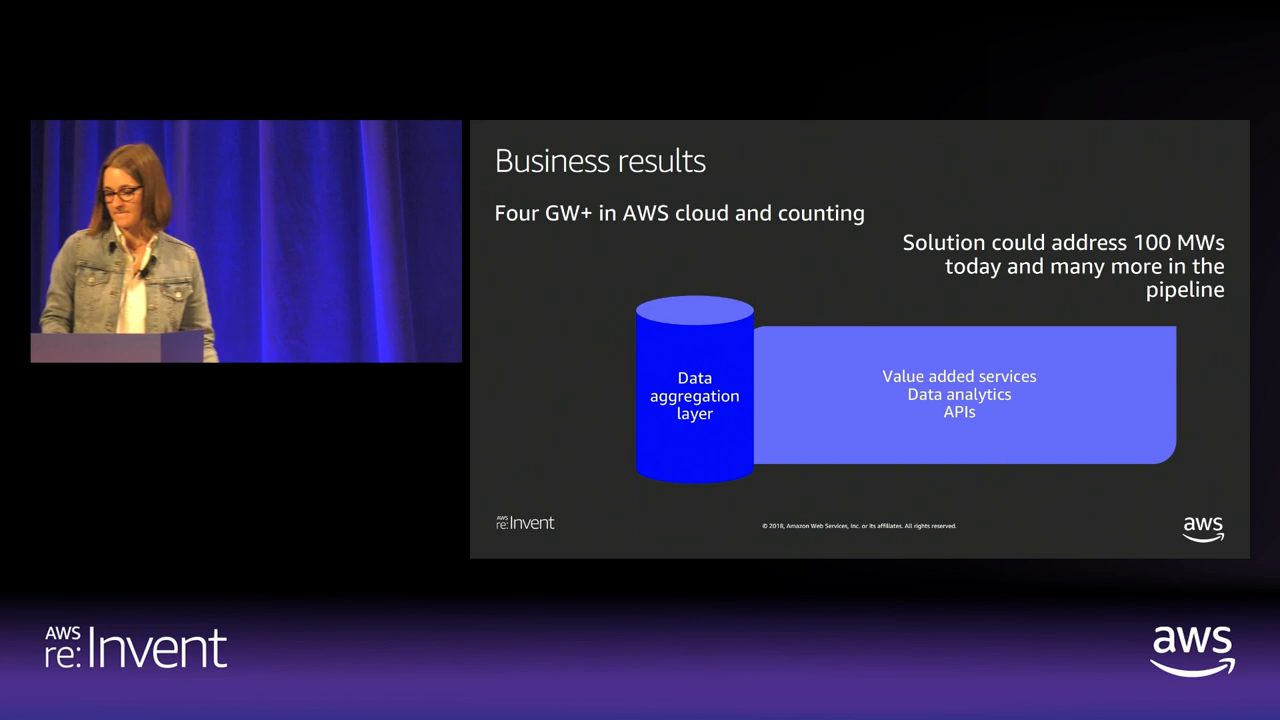 Business results
Four GW+ in AWS cloud and counting
Solution could address 100 MWs
today and many more in the
pipeline
Data
aggregation
layer
Value added services
Data analytics
APIs
AWS
re:Invent
© 2018, Amazon Web Services, Inc. or its affiliates. All rights reserved.
aws
AWS
re:Invent
aws